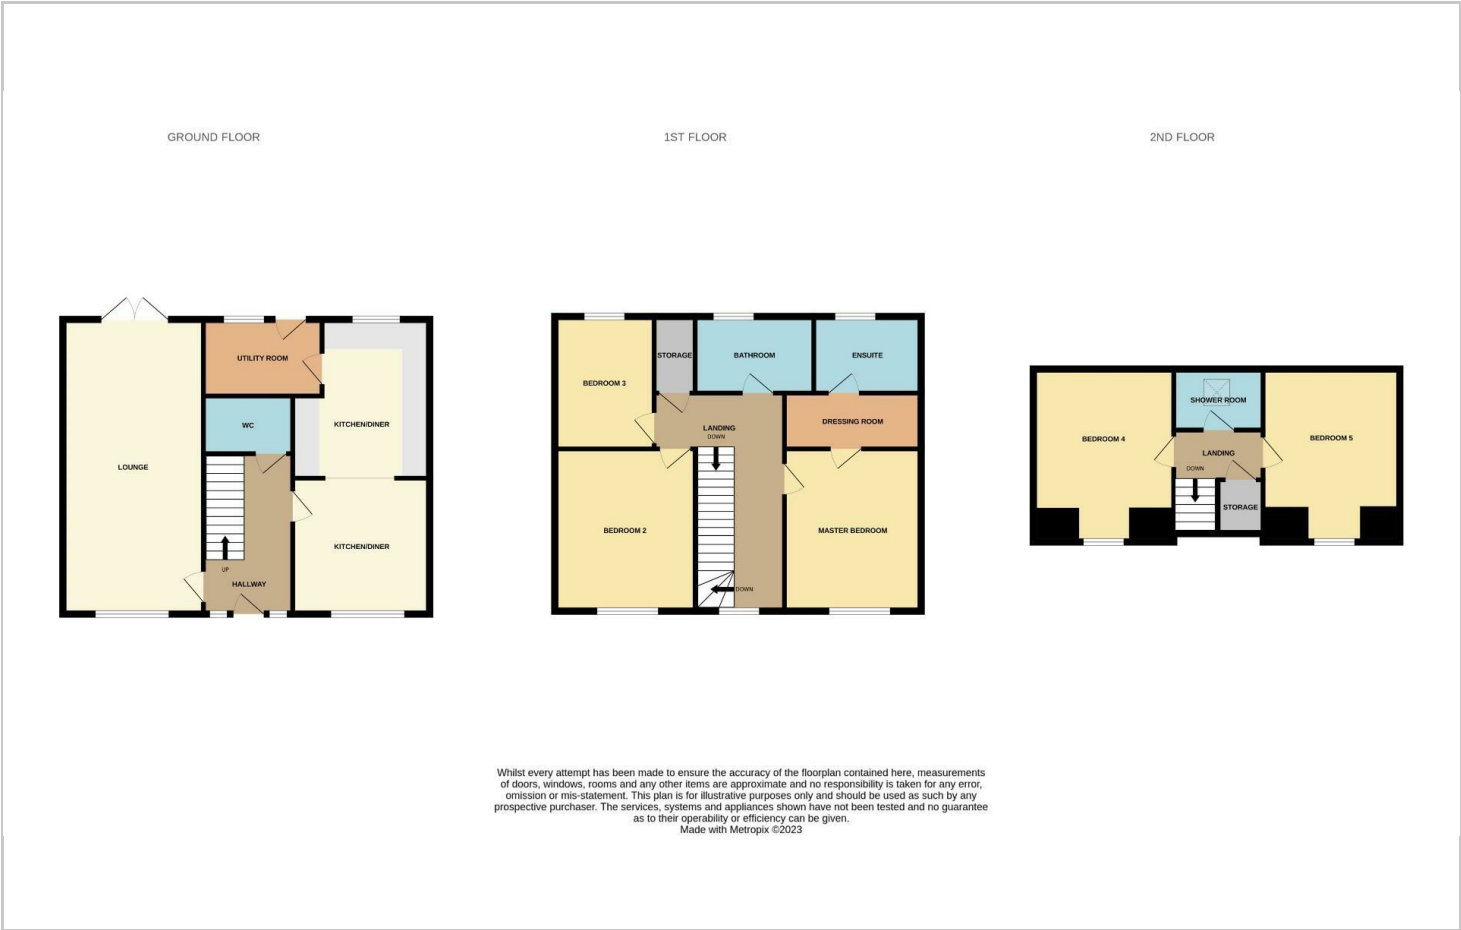 GROUND FLOOR
1ST FLOOR
2ND FLOOR
UTILITY ROOM
WC
KITCHEN/DINER
LOUNGE
KITCHEN/DINER
UP
HALLWAY
STORAGE
BATHROOM
ENSUITE
BEDROOM 3
LANDING
DOWN
DRESSING ROOM
BEDROOM 2
MASTER BEDROOM
DOWN
SHOWER ROOM
BEDROOM 4
BEDROOM 5
LANDING
DOWN
STORAGE
Whilst every attempt has been made to ensure the accuracy of the floorplan contained here, measurements
of doors, windows, rooms and any other items are approximate and no responsibility is taken for any error,
omission or mis-statement. This plan is for illustrative purposes only and should be used as such by any
prospective purchaser. The services, systems and appliances shown have not been tested and no guarantee
as to their operability or efficiency can be given.
Made with Metropix ©2023